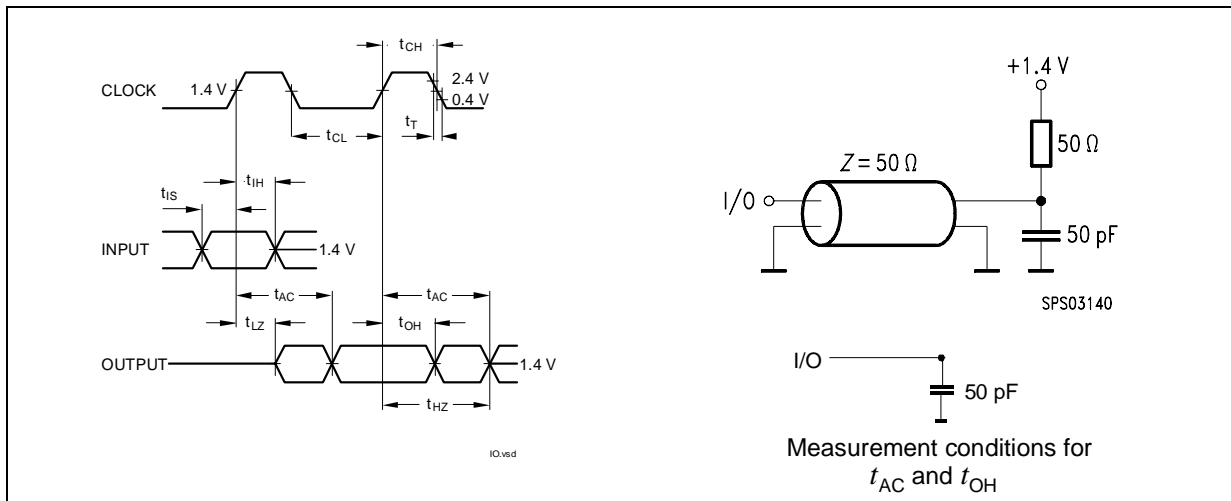 CLOCK
1.4 V
tCH
2.4 V
0.4 V
tCL
tT
tIS
tIH
INPUT
1.4 V
tAC
tAC
tLZ
tOH
OUTPUT
1.4 V
tHZ
IO.vsd
+1.4 V
50 Ω
Z = 50 Ω
I/O
50 pF
SPS03140
I/O
50 pF
Measurement conditions for
tAC and tOH